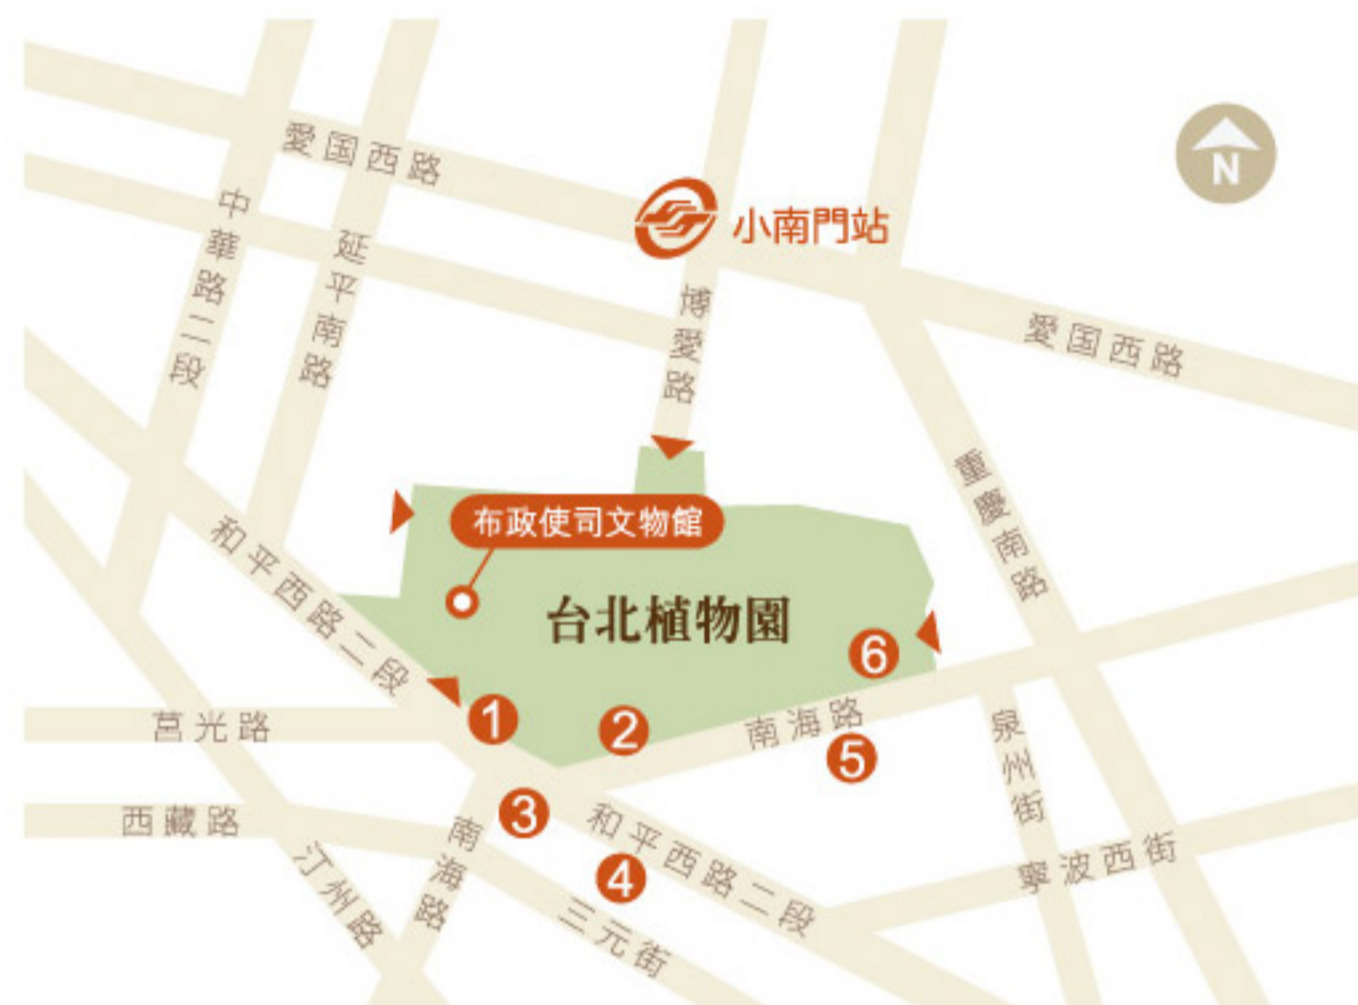 愛国西路
N
中華路二段
延平南路
小南門站
博愛路
愛国西路
重慶南路
布政使司文物館
和平西路二段
台北植物園
6
1
2
南海路
5
莒光路
泉州街
西藏路
3
和平西路二段
南海路
汀州路
4
寧波西街
三元街